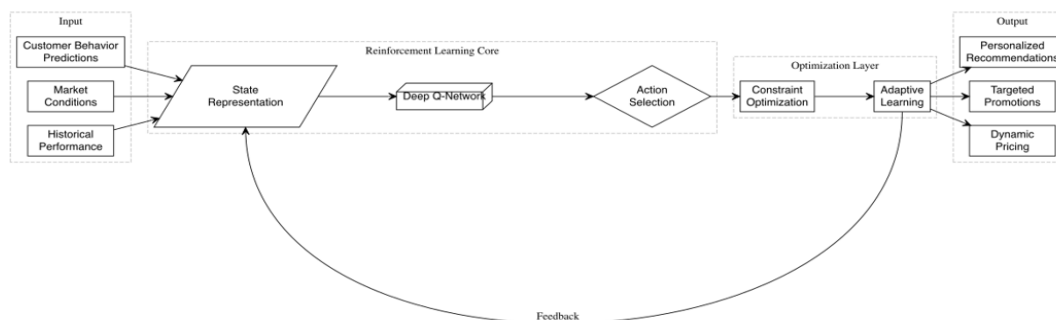 Input
Customer Behavior
Predictions
Market
Conditions
Historical
Performance
Reinforcement Learning Core
State
Representation
Deep Q-Network
Action
Selection
Optimization Layer
Constraint
Optimization
Adaptive
Learning
Output
Personalized
Recommendations
Targeted
Promotions
Dynamic
Pricing
Feedback